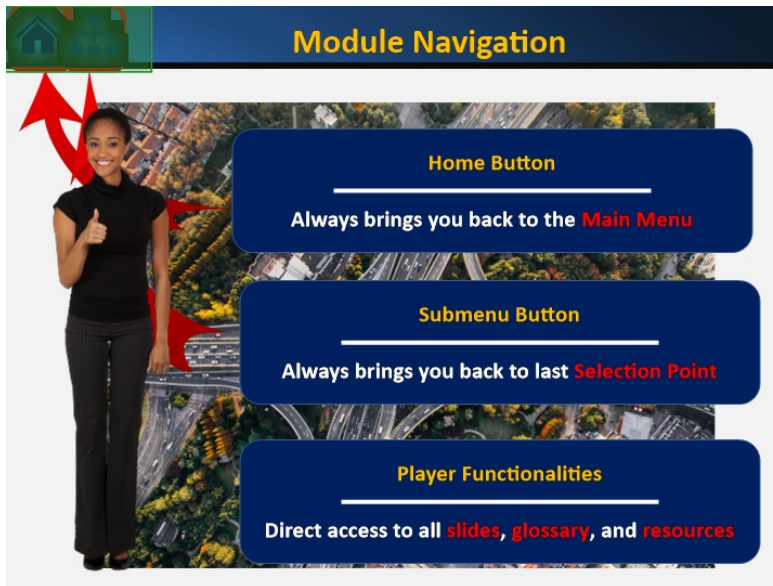 Module Navigation
Home Button
Always brings you back to the Main Menu
Submenu Button
Always brings you back to last Selection Point
Player Functionalities
Direct access to all slides, glossary, and resources